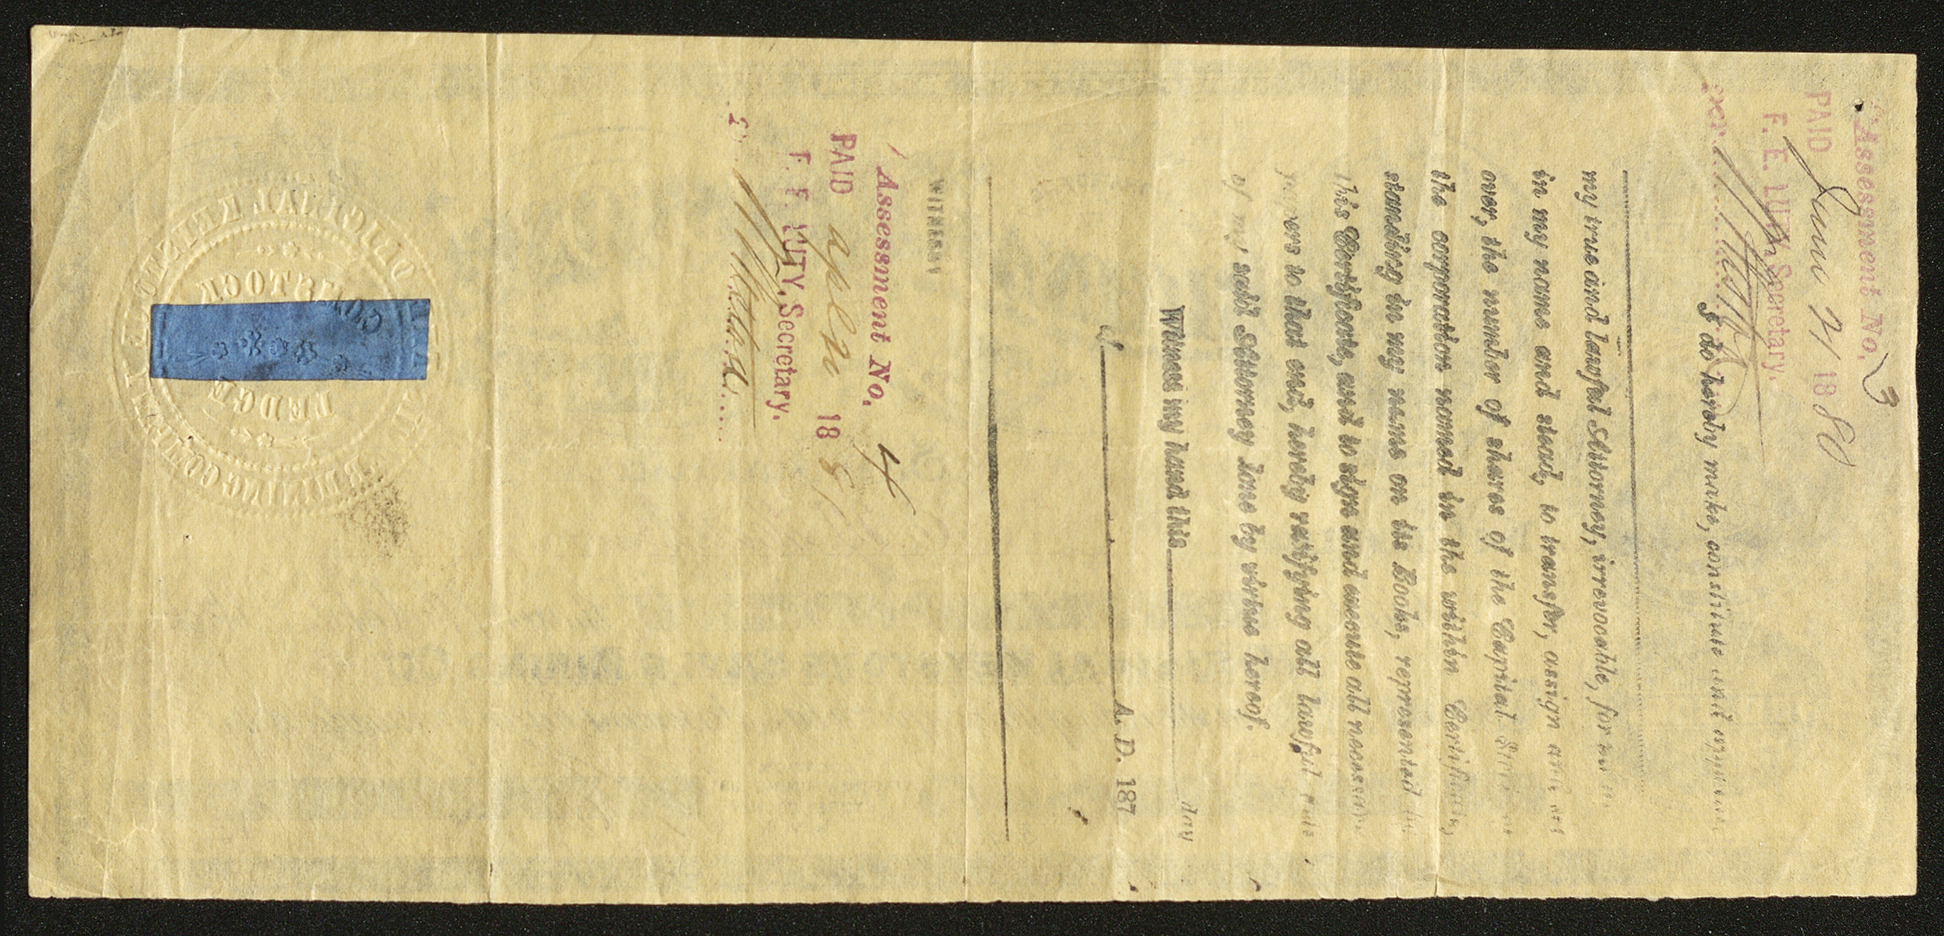 Assessment No. 3
PAID June 21 1880
F. E. LUTY, Secretary.
per
I do hereby make, constitute and appoint
my true and lawful Attorney, irrevocable, for me
in my name and stead, to transfer, assign and set
over, the number of shares of the Capital Stock of
the corporation named in the within Certificate,
standing in my name on its Books, represented by
this Certificate, and to sign and execute all necessary
papers to that end, hereby ratifying all lawful acts
of my said Attorney done by virtue hereof.
Witness my hand this day
of A. D. 187
WITNESS,
Assessment No. 4
PAID 188
F. E. LUTY, Secretary.
ORIGINAL KEYSTONE
MINING COMPANY
COMSTOCK
LEDGE